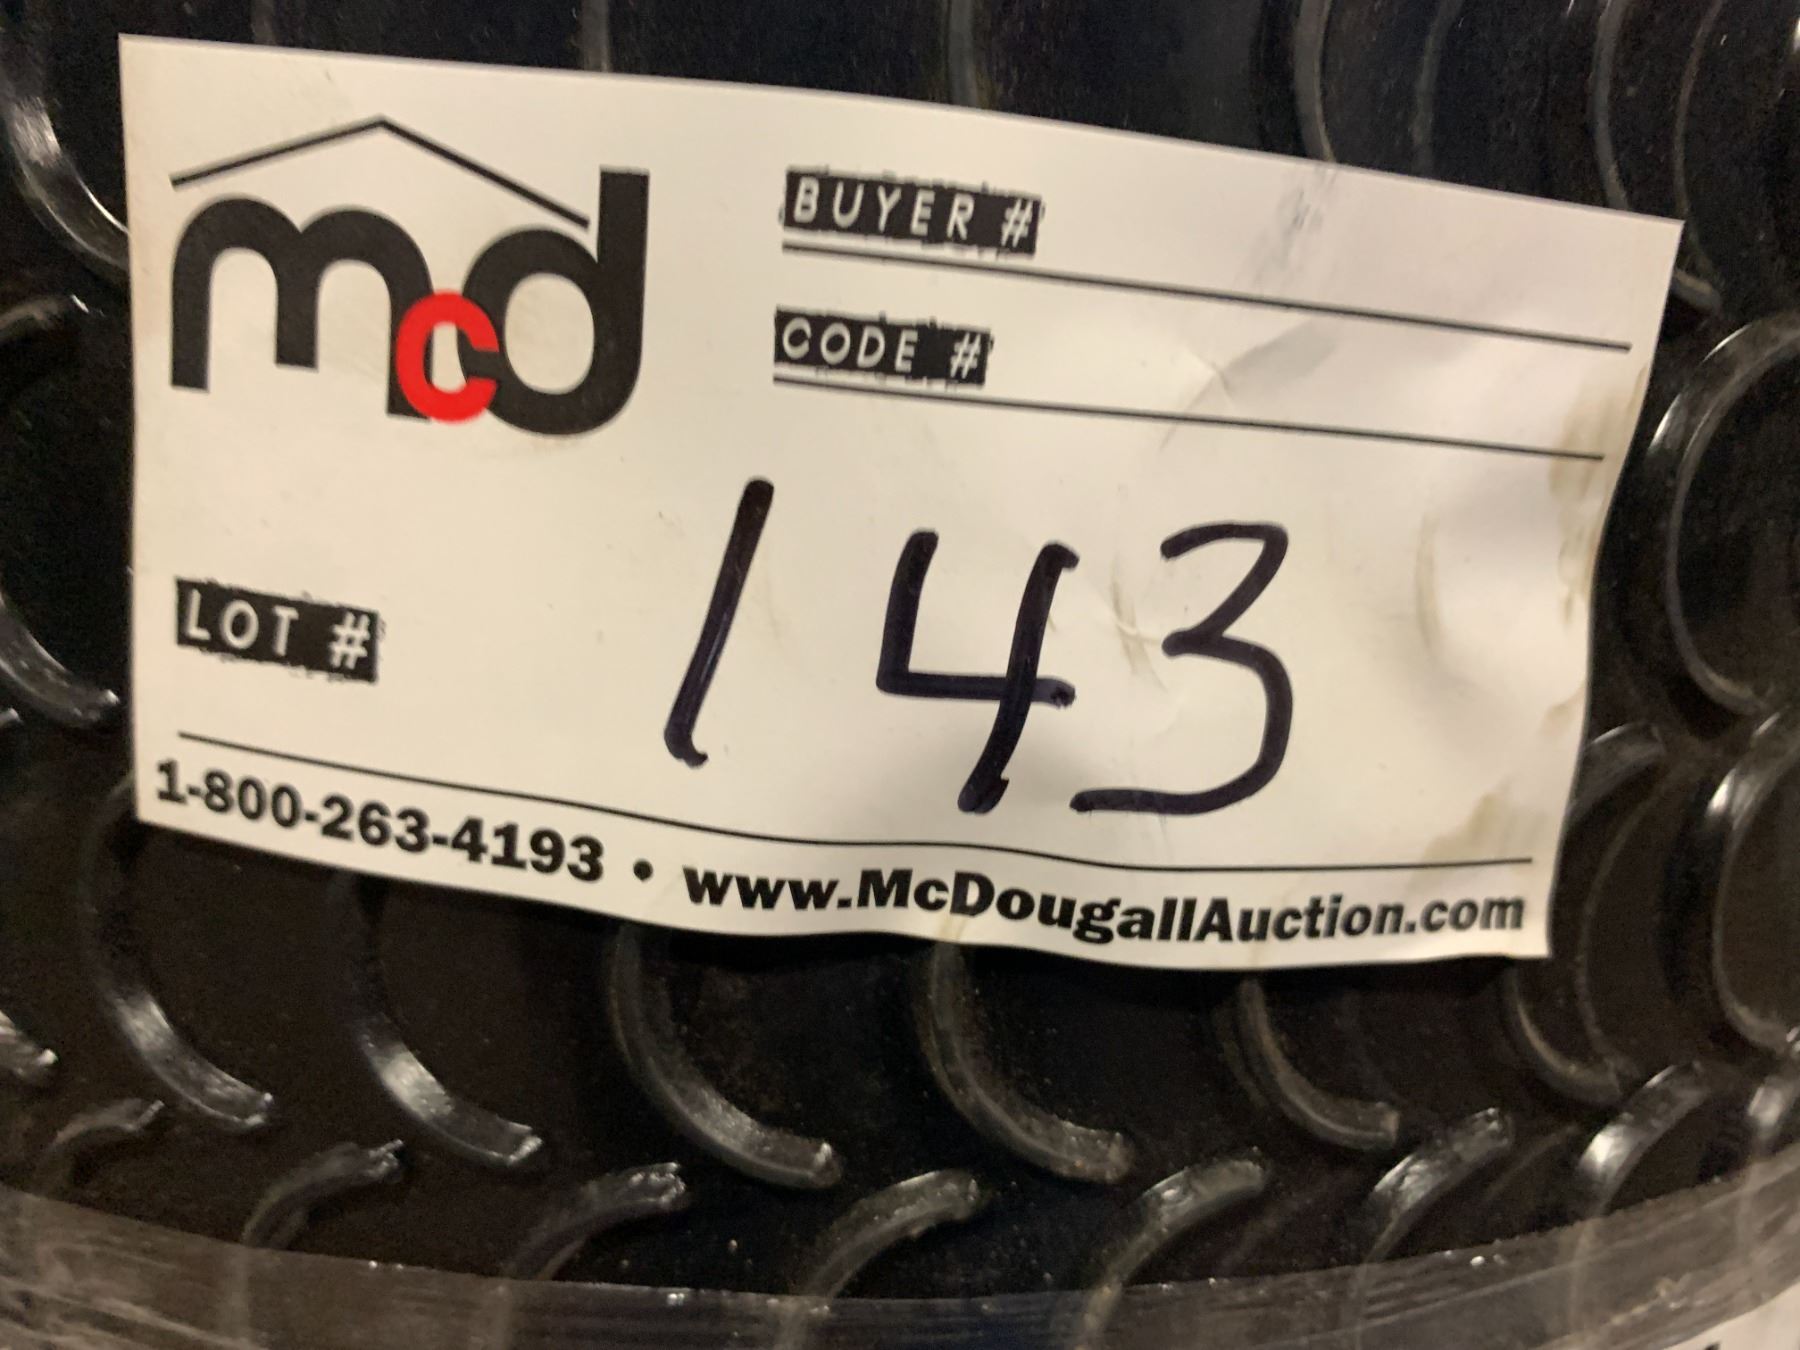 mcd
BUYER #
CODE #
LOT # 143
1-800-263-4193 • www.McDougallAuction.com